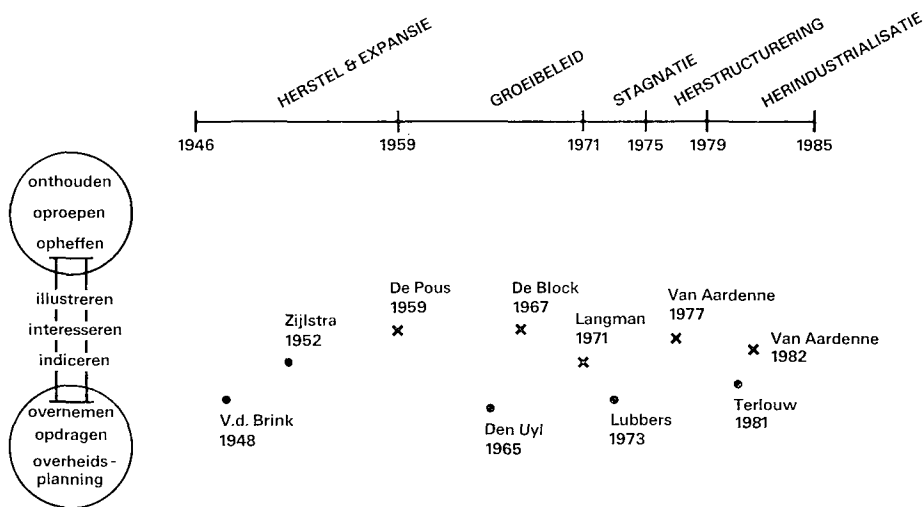 HERSTEL & EXPANSIE
GROEIBELEID
STAGNATIE
HERSTRUCTURERING
HERINDUSTRIALISATIE
1946
1959
1971
1975
1979
1985
onthouden
oproepen
opheffen
illustreren
interesseren
indiceren
overnemen
opdragen
overheids-
planning
V.d. Brink
1948
Zijlstra
1952
De Pous
1959
Den Uyl
1965
De Block
1967
Langman
1971
Lubbers
1973
Van Aardenne
1977
Terlouw
1981
Van Aardenne
1982